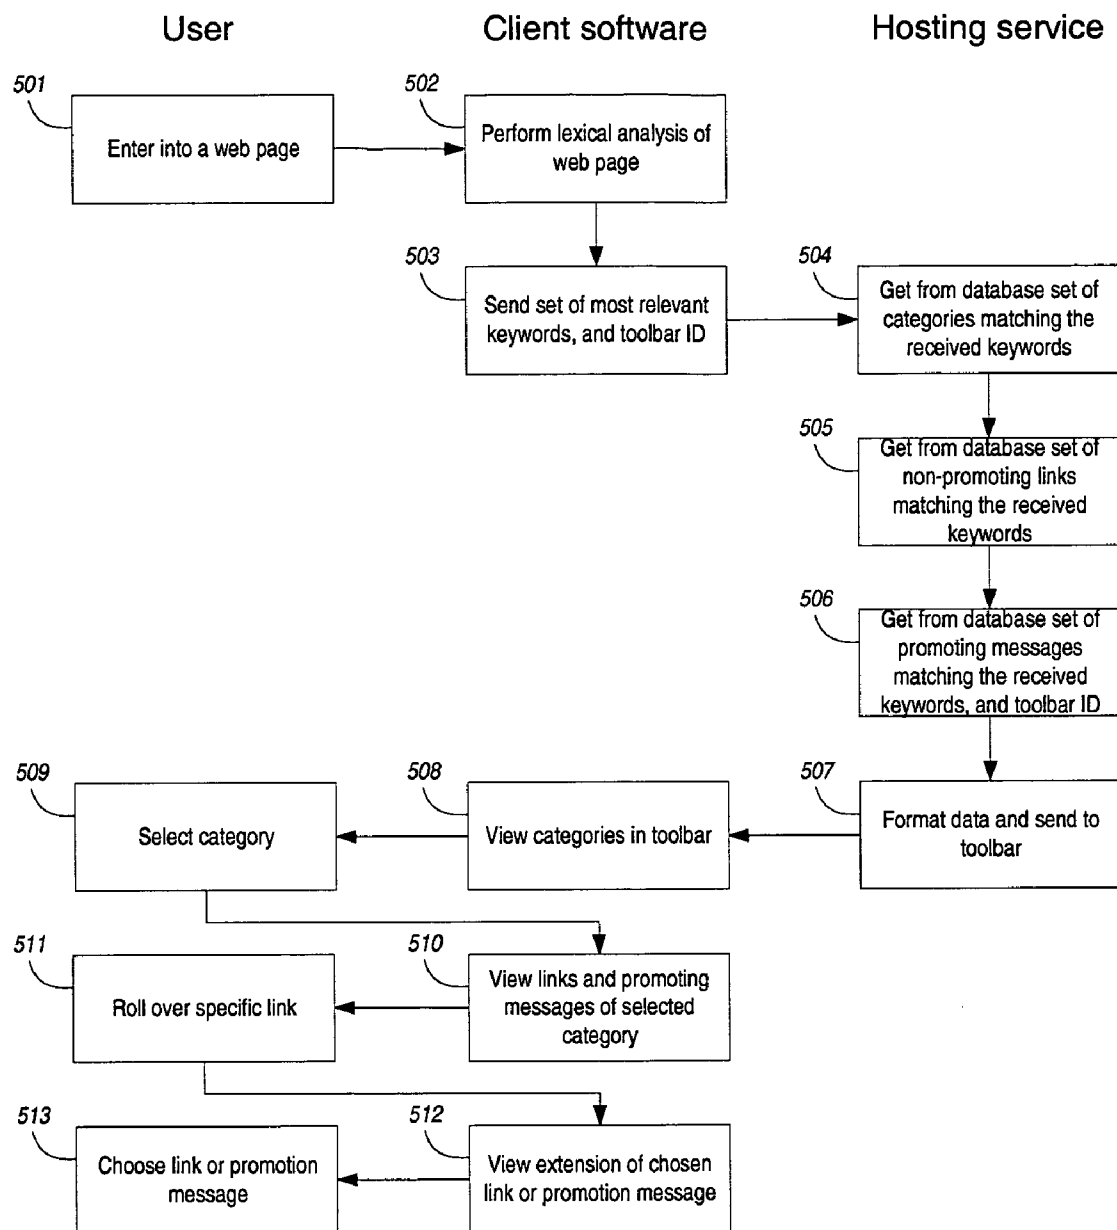 User
Client software
Hosting service
501
Enter into a web page
502
Perform lexical analysis of
web page
503
Send set of most relevant
keywords, and toolbar ID
504
Get from database set of
categories matching the
received keywords
505
Get from database set of
non-promoting links
matching the received
keywords
506
Get from database set of
promoting messages
matching the received
keywords, and toolbar ID
507
Format data and send to
toolbar
508
View categories in toolbar
509
Select category
510
View links and promoting
messages of selected
category
511
Roll over specific link
512
View extension of chosen
link or promotion message
513
Choose link or promotion
message